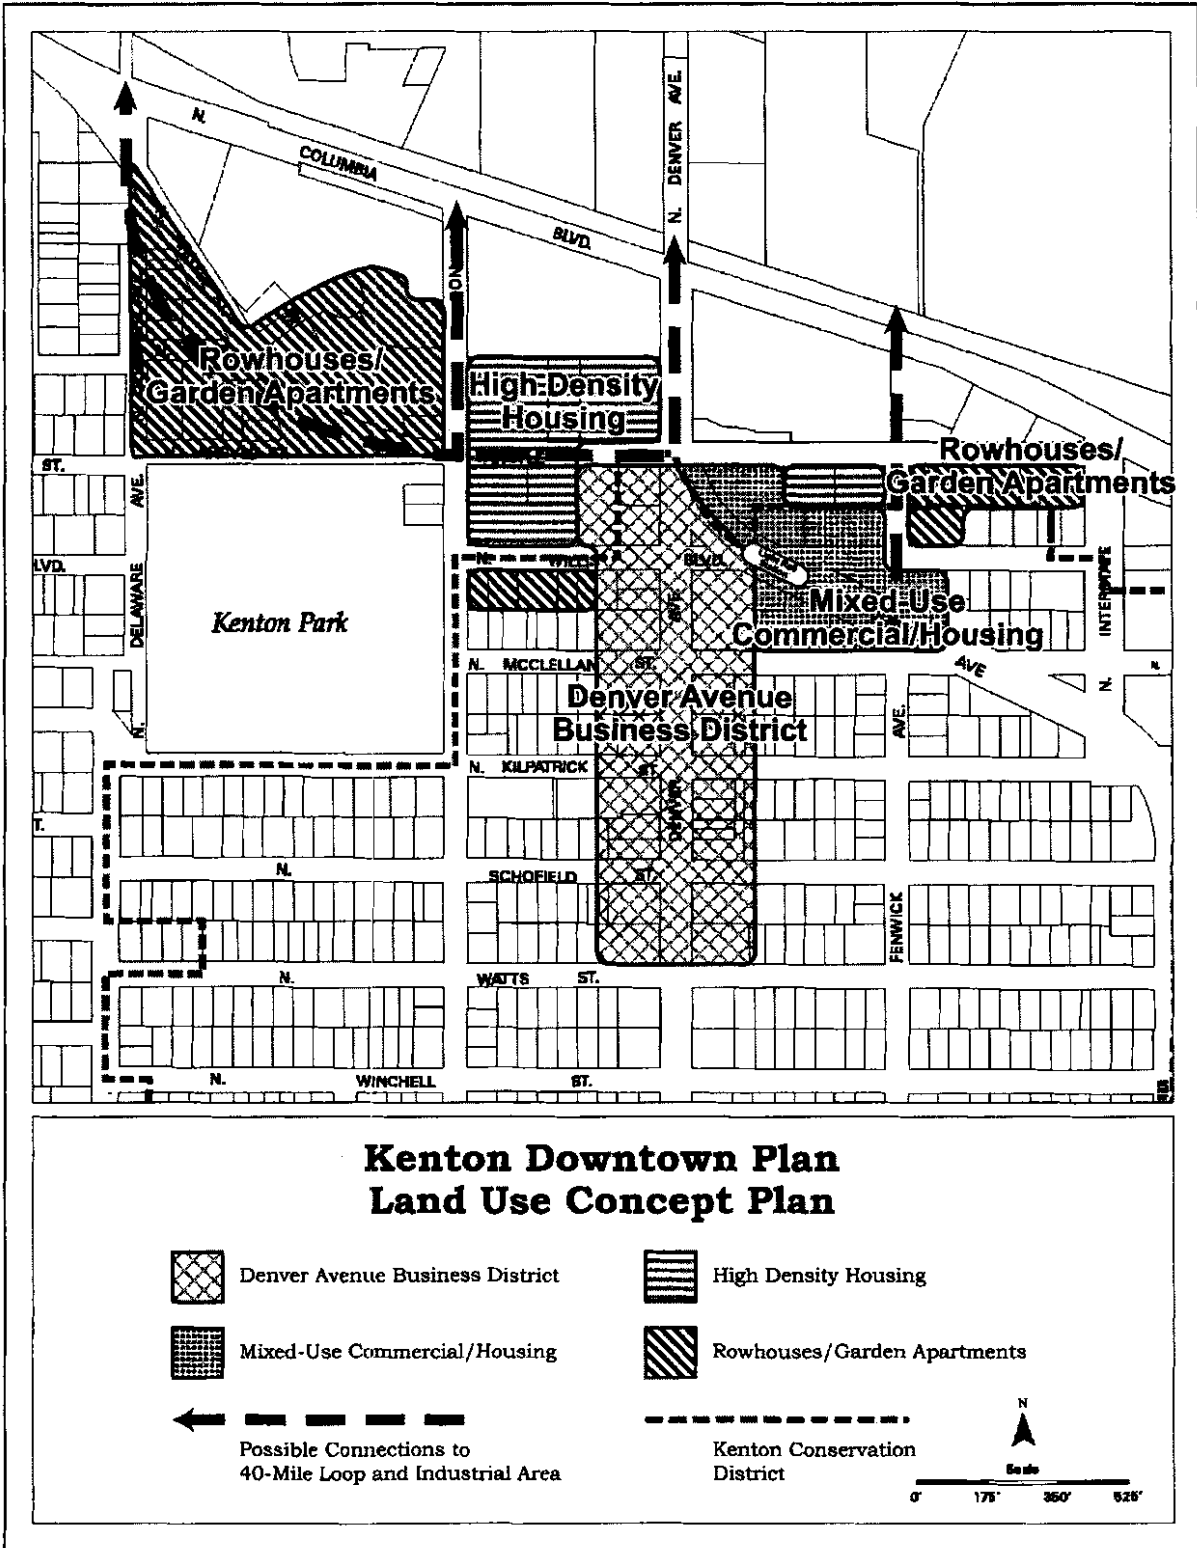 N. DENVER AVE.
N.
COLUMBIA
BLVD.
Rowhouses/
Garden Apartments
High Density
Housing
Rowhouses/
Garden Apartments
ST.
AVE.
DELAWARE
N.
LVD.
Kenton Park
N.
BLVD.
AVE.
Mixed Use
Commercial/Housing
INTERSTATE
N.
AVE
N.
N. MCCLELLAN ST.
Denver Avenue
Business District
AVE.
N. KILPATRICK ST.
DENVER
T.
N. SCHOFIELD ST.
FENWICK
N. WATTS ST.
N. WINCHELL ST.
Kenton Downtown Plan
Land Use Concept Plan
Denver Avenue Business District
High Density Housing
Mixed-Use Commercial/Housing
Rowhouses/Garden Apartments
Possible Connections to
40-Mile Loop and Industrial Area
Kenton Conservation
District
N
Scale
0' 175' 350' 525'